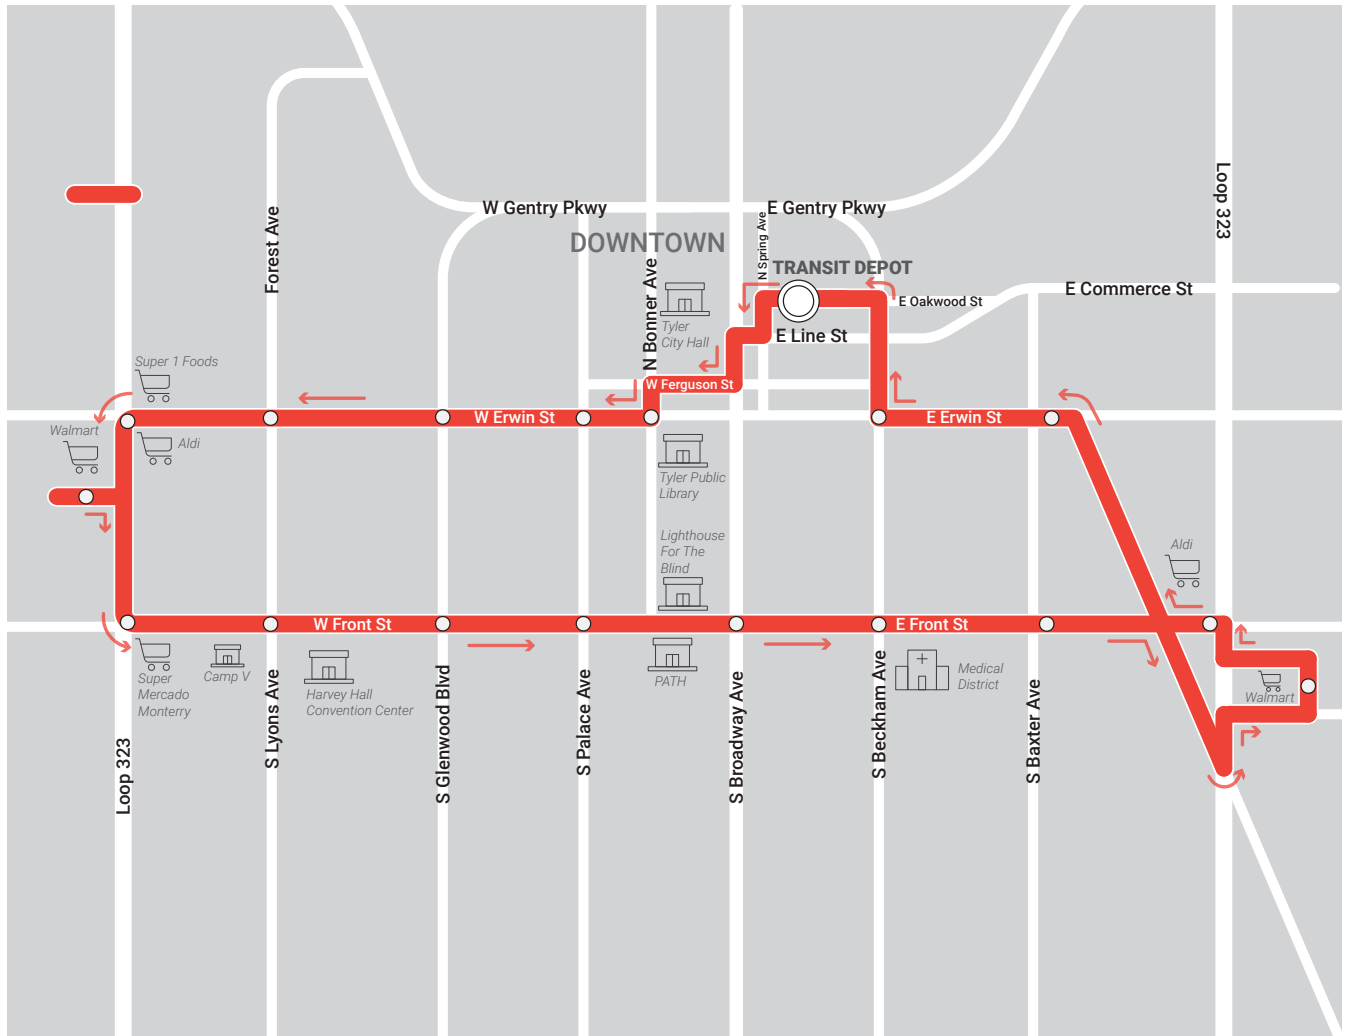 Loop 323
W Gentry Pkwy
E Gentry Pkwy
Forest Ave
N Spring Ave
DOWNTOWN
N Bonner Ave
TRANSIT DEPOT
E Commerce St
E Oakwood St
Tyler
City Hall
E Line St
Super 1 Foods
W Ferguson St
W Erwin St
E Erwin St
Walmart
Aldi
Tyler Public
Library
Lighthouse
For The
Blind
Aldi
W Front St
E Front St
Super
Mercado
Monterry
Camp V
Harvey Hall
Convention Center
PATH
Medical
District
Walmart
Loop 323
S Lyons Ave
S Glenwood Blvd
S Palace Ave
S Broadway Ave
S Beckham Ave
S Baxter Ave